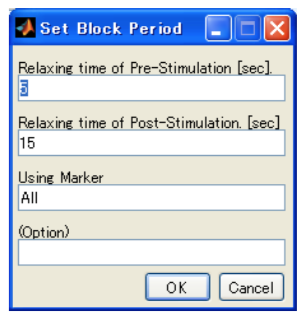 Set Block Period
Relaxing time of Pre-Stimulation [sec].
5
Relaxing time of Post-Stimulation. [sec]
15
Using Marker
All
(Option)
OK Cancel